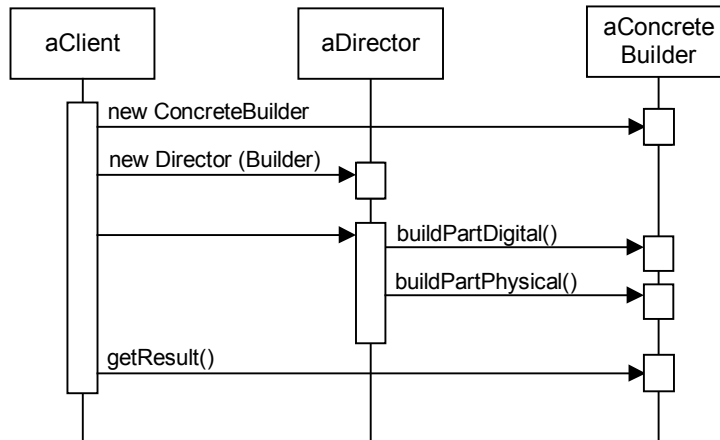 aClient
aDirector
aConcrete
Builder
new ConcreteBuilder
new Director (Builder)
buildPartDigital()
buildPartPhysical()
getResult()